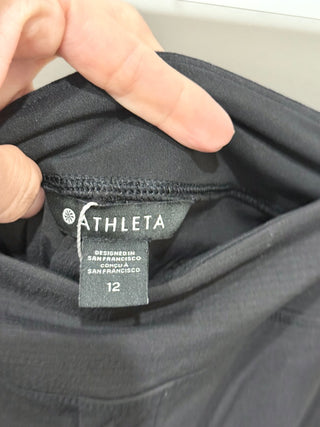 ATHLETA
DESIGNED IN
SAN FRANCISCO
CONÇU À
SAN FRANCISCO
12